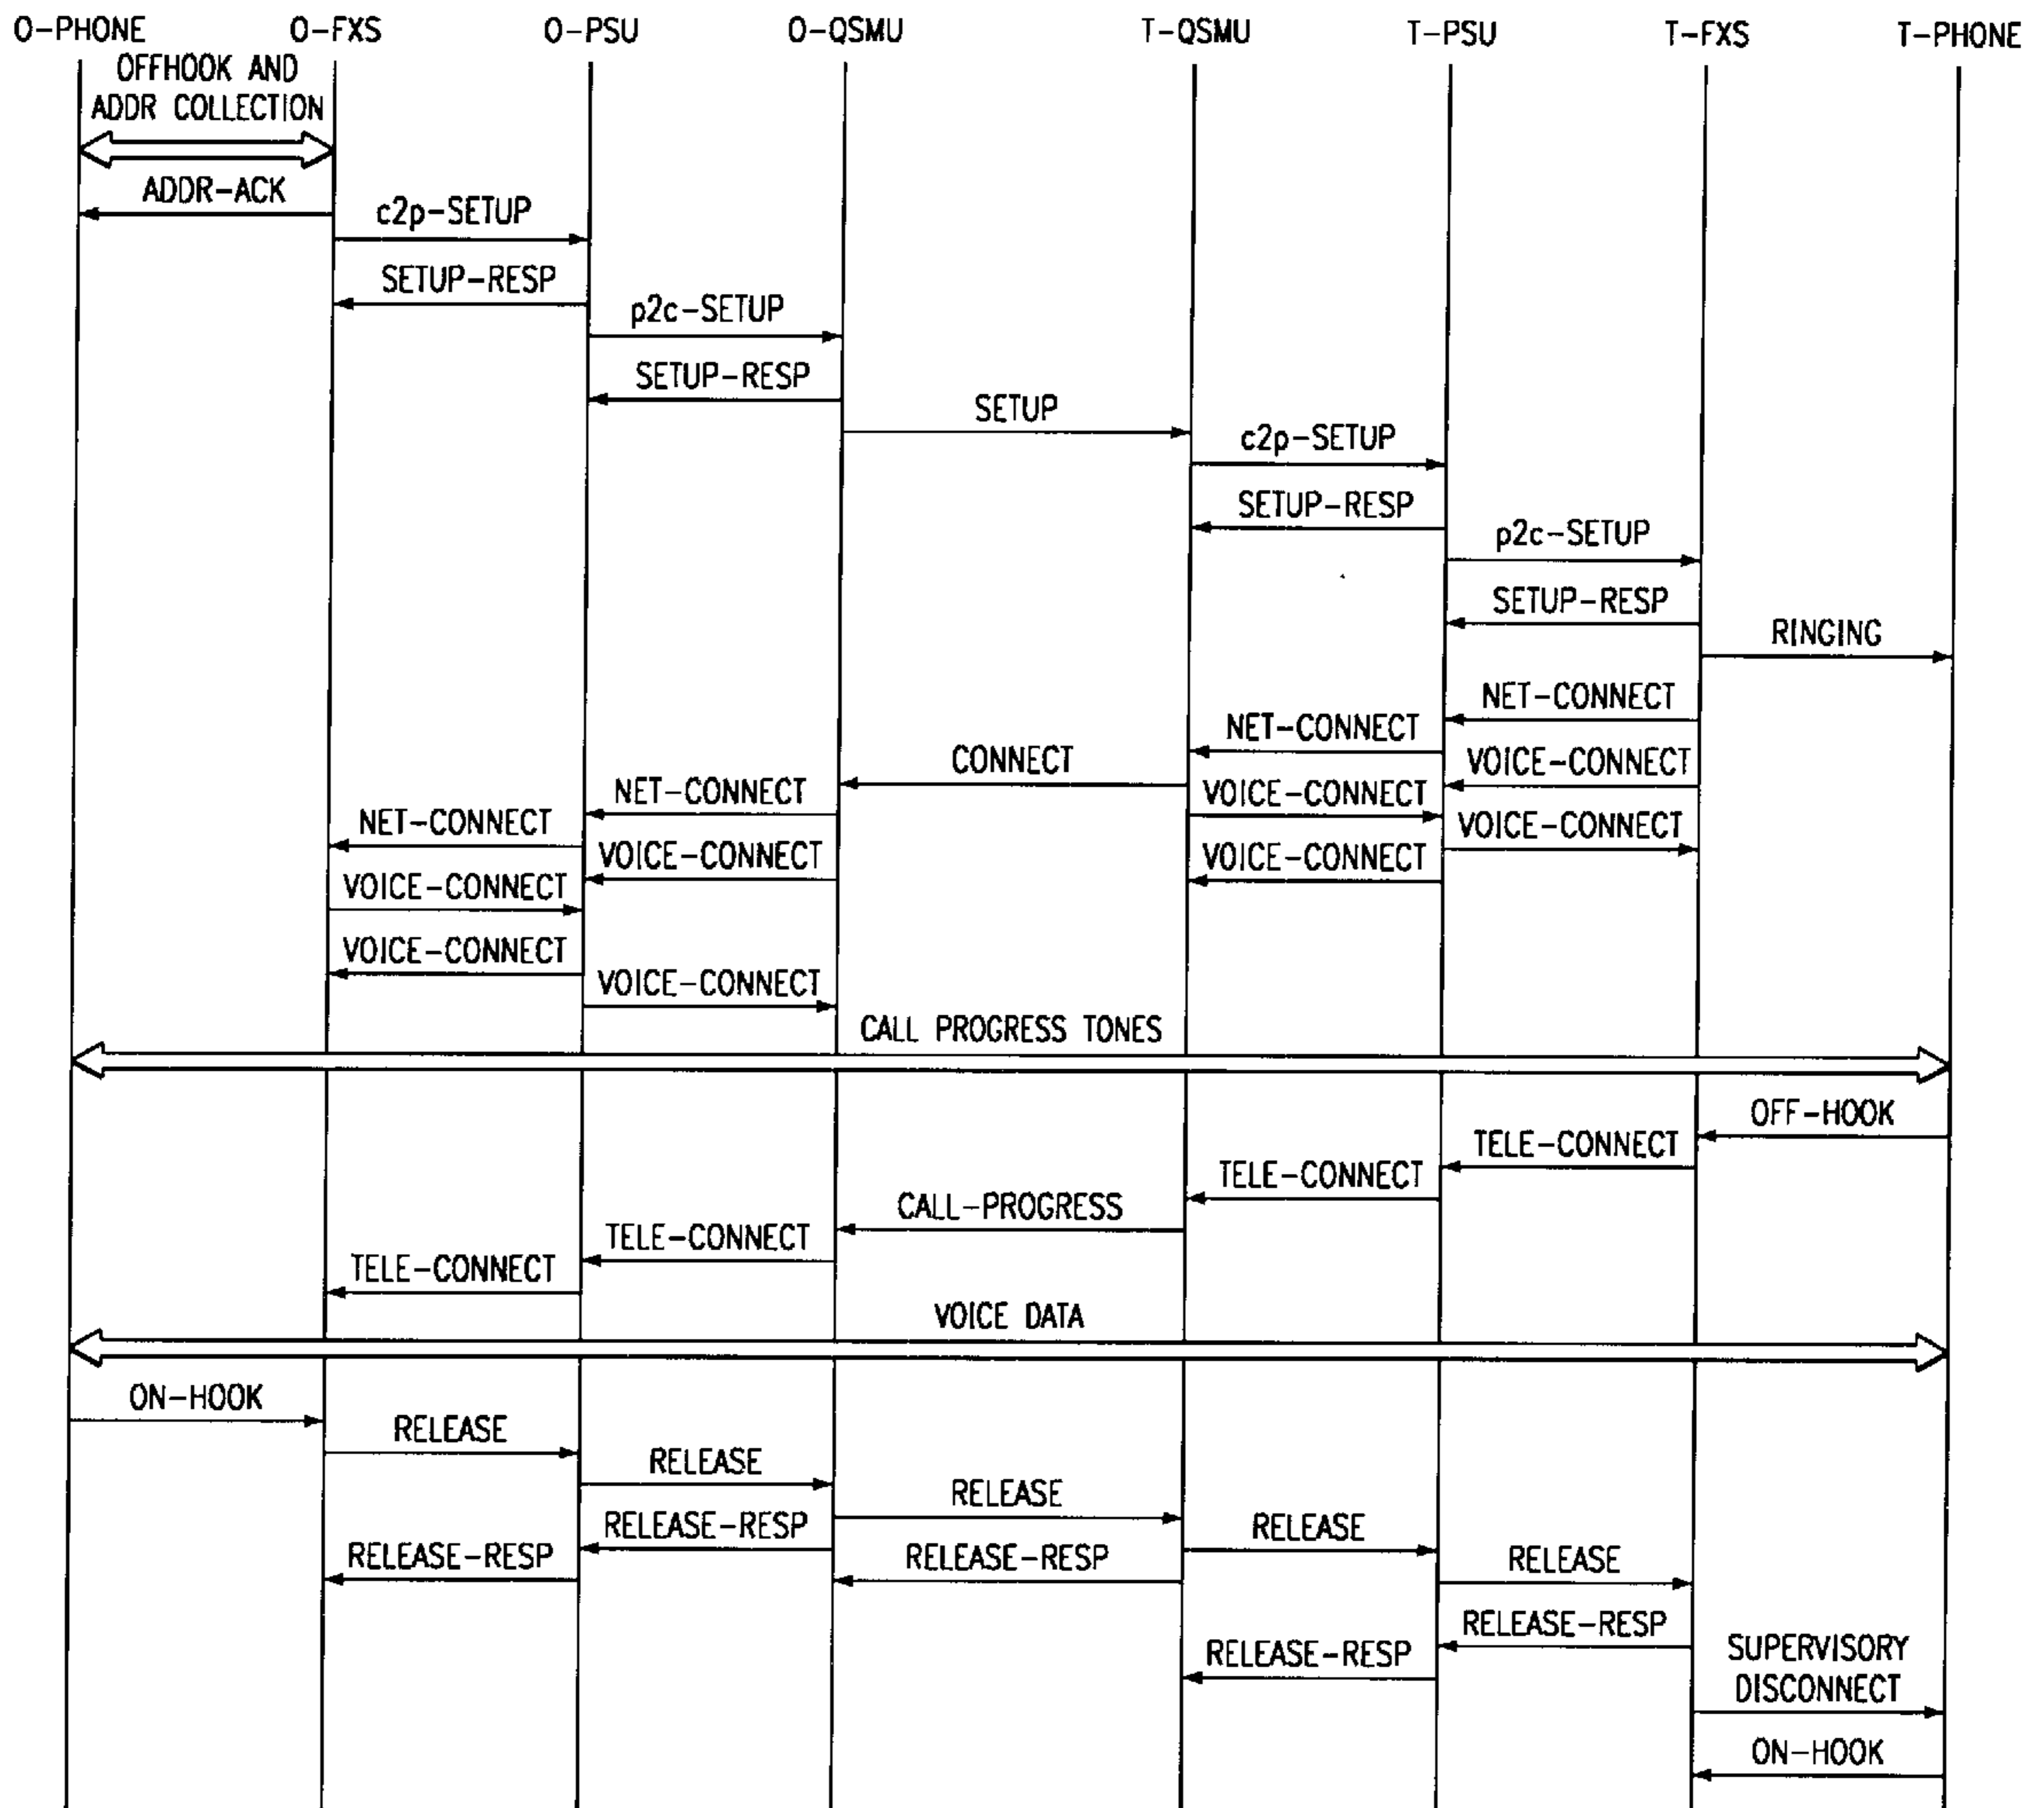 O-PHONE O-FXS O-PSU O-QSMU T-QSMU T-PSU T-FXS T-PHONE
OFFHOOK AND
ADDR COLLECTION
ADDR-ACK
c2p-SETUP
SETUP-RESP
p2c-SETUP
SETUP-RESP
SETUP
c2p-SETUP
SETUP-RESP
p2c-SETUP
SETUP-RESP
RINGING
NET-CONNECT
NET-CONNECT
CONNECT
VOICE-CONNECT
NET-CONNECT
VOICE-CONNECT
NET-CONNECT
VOICE-CONNECT
VOICE-CONNECT
VOICE-CONNECT
VOICE-CONNECT
VOICE-CONNECT
VOICE-CONNECT
CALL PROGRESS TONES
OFF-HOOK
TELE-CONNECT
TELE-CONNECT
CALL-PROGRESS
TELE-CONNECT
TELE-CONNECT
VOICE DATA
ON-HOOK
RELEASE
RELEASE
RELEASE
RELEASE-RESP
RELEASE
RELEASE-RESP
RELEASE-RESP
RELEASE
RELEASE-RESP
RELEASE-RESP
SUPERVISORY
DISCONNECT
ON-HOOK